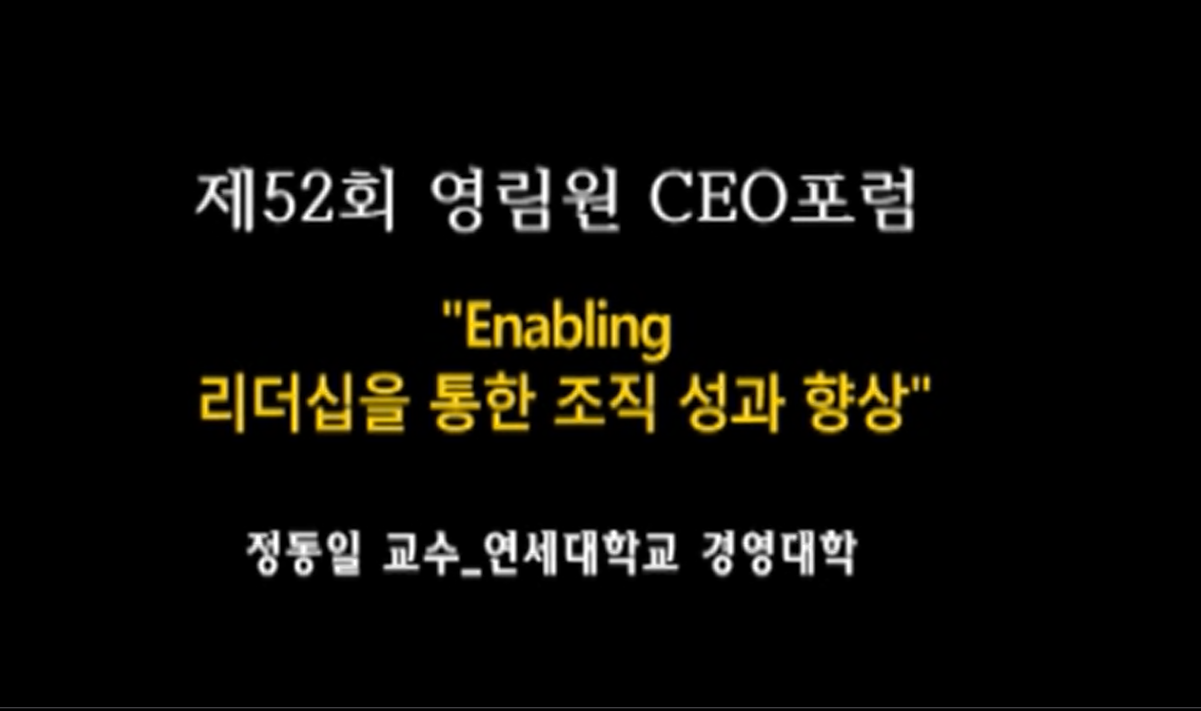 제52회 영림원 CEO포럼
"Enabling
리더십을 통한 조직 성과 향상"
정동일 교수_연세대학교 경영대학